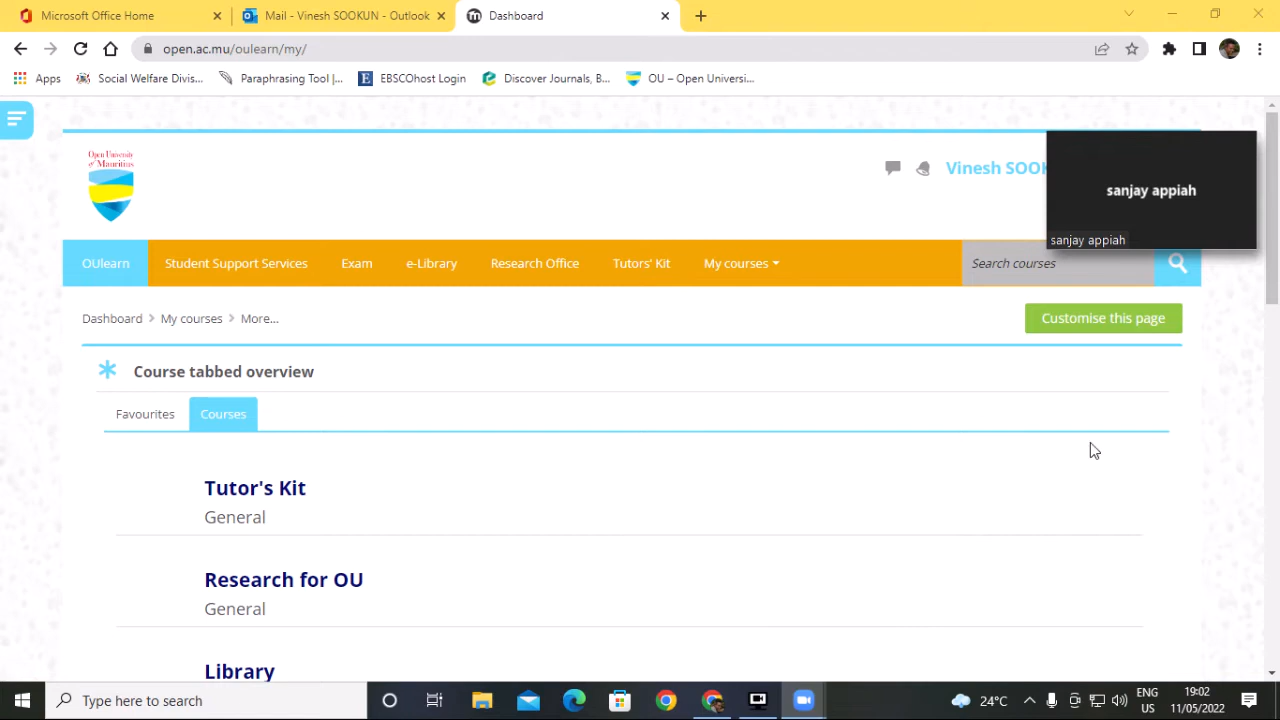 Microsoft Office Home
Mail - Vinesh SOOKUN - Outlook
Dashboard
open.ac.mu/oulearn/my/
Apps
Social Welfare Divis...
Paraphrasing Tool |...
EBSCOhost Login
Discover Journals, B...
OU – Open Universi...
Open University
of Mauritius
Vinesh SOOK
sanjay appiah
sanjay appiah
OUlearn
Student Support Services
Exam
e-Library
Research Office
Tutors' Kit
My courses
Search courses
Dashboard
My courses
More...
Customise this page
Course tabbed overview
Favourites
Courses
Tutor's Kit
General
Research for OU
General
Library
Type here to search
24°C
ENG
US
19:02
11/05/2022